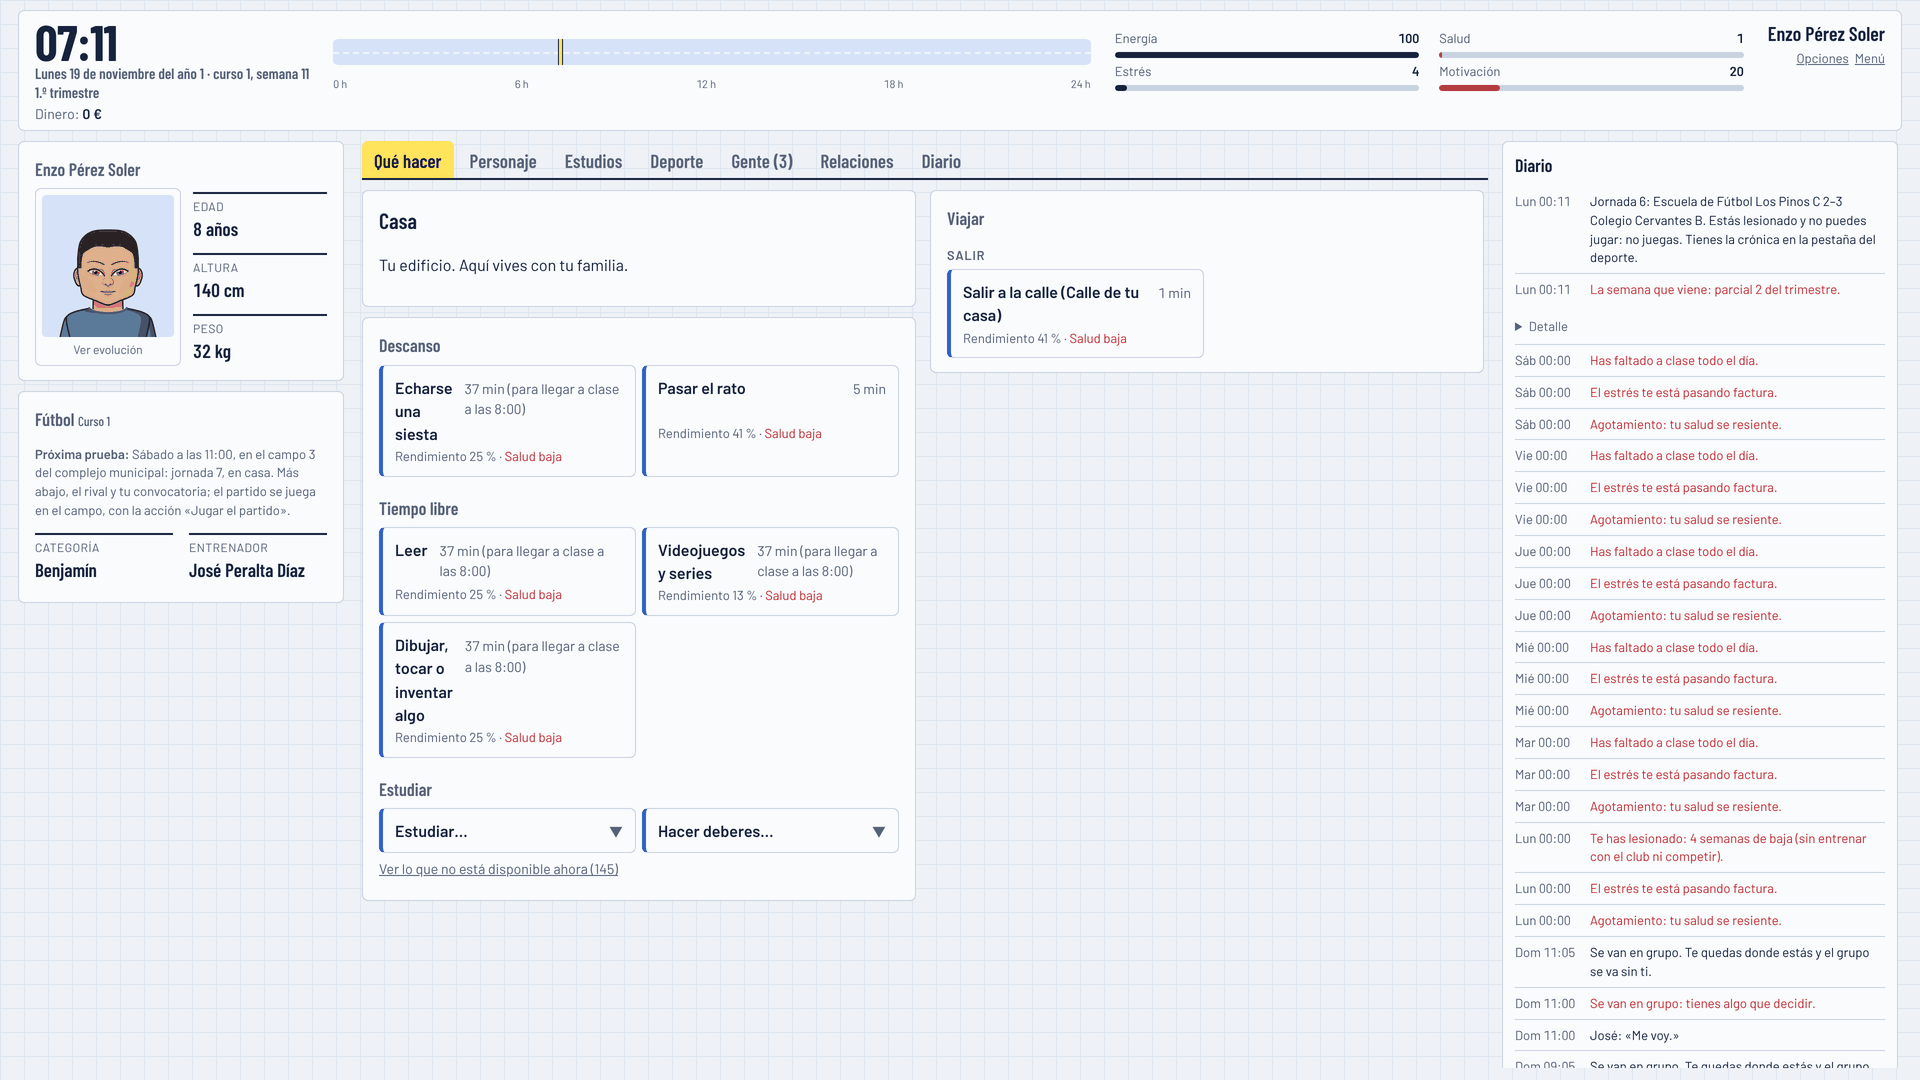 07:11
Lunes 19 de noviembre del año 1 · curso 1, semana 11
1.º trimestre
Dinero: 0 €
0 h
6 h
12 h
18 h
24 h
Energía 100
Estrés 4
Salud 1
Motivación 20
Enzo Pérez Soler
Opciones Menú
Enzo Pérez Soler
Ver evolución
EDAD
8 años
ALTURA
140 cm
PESO
32 kg
Fútbol Curso 1
Próxima prueba: Sábado a las 11:00, en el campo 3
del complejo municipal: jornada 7, en casa. Más
abajo, el rival y tu convocatoria; el partido se juega
en el campo, con la acción «Jugar el partido».
CATEGORÍA
Benjamín
ENTRENADOR
José Peralta Díaz
Qué hacer
Personaje
Estudios
Deporte
Gente (3)
Relaciones
Diario
Casa
Tu edificio. Aquí vives con tu familia.
Descanso
Echarse
una
siesta
37 min (para llegar a clase
a las 8:00)
Rendimiento 25 % · Salud baja
Pasar el rato 5 min
Rendimiento 41 % · Salud baja
Tiempo libre
Leer
37 min (para llegar a clase a
las 8:00)
Rendimiento 25 % · Salud baja
Videojuegos
y series
37 min (para llegar a
clase a las 8:00)
Rendimiento 13 % · Salud baja
Dibujar,
tocar o
inventar
algo
37 min (para llegar a clase
a las 8:00)
Rendimiento 25 % · Salud baja
Estudiar
Estudiar...
Hacer deberes...
Ver lo que no está disponible ahora (145)
Viajar
SALIR
Salir a la calle (Calle de tu
casa)
1 min
Rendimiento 41 % · Salud baja
Diario
Lun 00:11 Jornada 6: Escuela de Fútbol Los Pinos C 2–3
Colegio Cervantes B. Estás lesionado y no puedes
jugar: no juegas. Tienes la crónica en la pestaña del
deporte.
Lun 00:11 La semana que viene: parcial 2 del trimestre.
Detalle
Sáb 00:00 Has faltado a clase todo el día.
Sáb 00:00 El estrés te está pasando factura.
Sáb 00:00 Agotamiento: tu salud se resiente.
Vie 00:00 Has faltado a clase todo el día.
Vie 00:00 El estrés te está pasando factura.
Vie 00:00 Agotamiento: tu salud se resiente.
Jue 00:00 Has faltado a clase todo el día.
Jue 00:00 El estrés te está pasando factura.
Jue 00:00 Agotamiento: tu salud se resiente.
Mié 00:00 Has faltado a clase todo el día.
Mié 00:00 El estrés te está pasando factura.
Mié 00:00 Agotamiento: tu salud se resiente.
Mar 00:00 Has faltado a clase todo el día.
Mar 00:00 El estrés te está pasando factura.
Mar 00:00 Agotamiento: tu salud se resiente.
Lun 00:00 Te has lesionado: 4 semanas de baja (sin entrenar
con el club ni competir).
Lun 00:00 El estrés te está pasando factura.
Lun 00:00 Agotamiento: tu salud se resiente.
Dom 11:05 Se van en grupo. Te quedas donde estás y el grupo
se va sin ti.
Dom 11:00 Se van en grupo: tienes algo que decidir.
Dom 11:00 José: «Me voy.»
Dom 09:05 Se van en grupo. Te quedas donde estás y el grupo